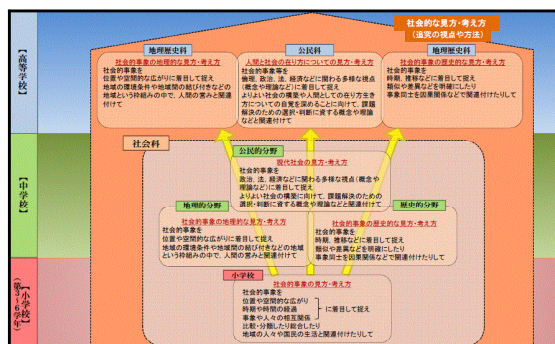 社会的な見方・考え方
（追究の視点や方法）
【高等学校】
地理歴史科
社会的事象の地理的な見方・考え方
社会的事象を
位置や空間的な広がりに着目して捉え
地域の環境条件や地域間の結び付きなどの
地域という枠組みの中で、人間の営みと関連
付けて
公民科
人間と社会の在り方についての見方・考え方
社会的事象等を
倫理、政治、法、経済などに関わる多様な視点
（概念や理論など）に着目して捉え
よりよい社会の構築や人間としての在り方生き
方についての自覚を深めることに向けて、課題
解決のための選択・判断に資する概念や理論
などと関連付けて
地理歴史科
社会的事象の歴史的な見方・考え方
社会的事象を
時期、推移などに着目して捉え
類似や差異などを明確にしたり
事象同士を因果関係などで関連付けたりして
【中学校】
社会科
公民的分野
現代社会の見方・考え方
社会的事象を
政治、法、経済などに関わる多様な視点（概念や
理論など）に着目して捉え
よりよい社会の構築に向けて、課題解決のための
選択・判断に資する概念や理論などと関連付けて
地理的分野
社会的事象の地理的な見方・考え方
社会的事象を
位置や空間的な広がりに着目して捉え
地域の環境条件や地域間の結び付きなどの地域
という枠組みの中で、人間の営みと関連付けて
歴史的分野
社会的事象の歴史的な見方・考え方
社会的事象を
時期、推移などに着目して捉え
類似や差異などを明確にしたり
事象同士を因果関係などで関連付けたりして
【小学校】
（第3～6学年）
小学校
社会的事象の見方・考え方
社会的事象を
位置や空間的な広がり
時期や時間の経過
事象や人々の相互関係
に着目して捉え
比較・分類したり総合したり
地域の人々や国民の生活と関連付けたりして